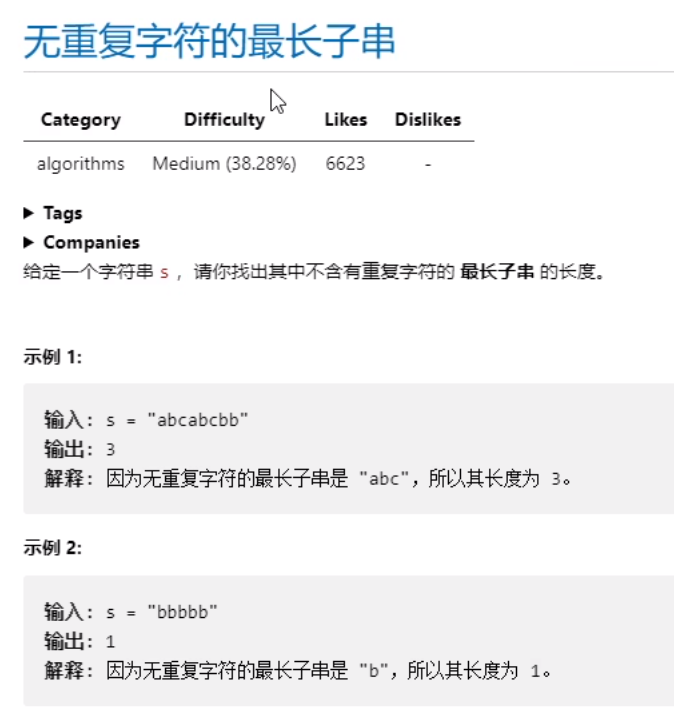 无重复字符的最长子串
Category Difficulty Likes Dislikes
algorithms Medium (38.28%) 6623 -
▶ Tags
▶ Companies
给定一个字符串 s ，请你找出其中不含有重复字符的 最长子串 的长度。
示例 1:
输入: s = "abcabcbb"
输出: 3
解释: 因为无重复字符的最长子串是 "abc"，所以其长度为 3。
示例 2:
输入: s = "bbbbb"
输出: 1
解释: 因为无重复字符的最长子串是 "b"，所以其长度为 1。